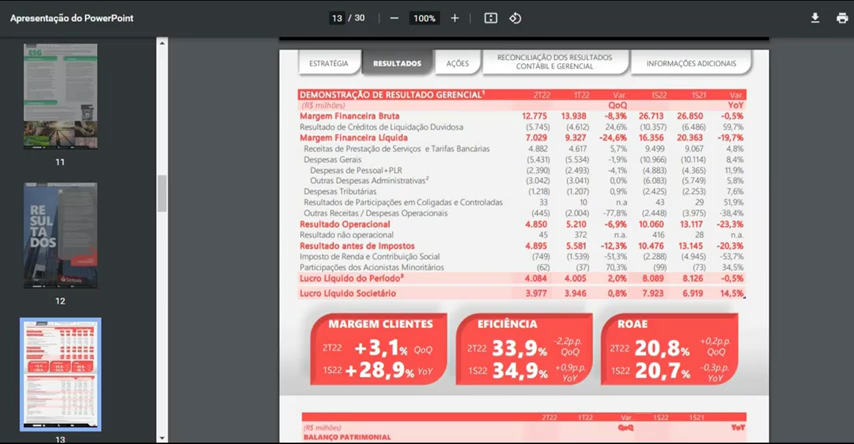 Apresentação do PowerPoint
13 / 30
100%
ESG
11
RE
SUL
TA
DOS
12
13
ESTRATÉGIA
RESULTADOS
AÇÕES
RECONCILIAÇÃO DOS RESULTADOS
CONTÁBIL E GERENCIAL
INFORMAÇÕES ADICIONAIS
DEMONSTRAÇÃO DE RESULTADO GERENCIAL¹ 2T22 1T22 Var. 1S22 1S21 Var.
(R$ milhões) QoQ YoY
Margem Financeira Bruta 12.775 13.938 -8,3% 26.713 26.850 -0,5%
Resultado de Créditos de Liquidação Duvidosa (5.745) (4.612) 24,6% (10.357) (6.486) 59,7%
Margem Financeira Líquida 7.029 9.327 -24,6% 16.356 20.363 -19,7%
Receitas de Prestação de Serviços e Tarifas Bancárias 4.882 4.617 5,7% 9.499 9.067 4,8%
Despesas Gerais (5.431) (5.534) -1,9% (10.966) (10.114) 8,4%
Despesas de Pessoal+PLR (2.390) (2.493) -4,1% (4.883) (4.365) 11,9%
Outras Despesas Administrativas² (3.042) (3.041) 0,0% (6.083) (5.749) 5,8%
Despesas Tributárias (1.218) (1.207) 0,9% (2.425) (2.253) 7,6%
Resultados de Participações em Coligadas e Controladas 33 10 n.a 43 29 51,9%
Outras Receitas / Despesas Operacionais (445) (2.004) -77,8% (2.448) (3.975) -38,4%
Resultado Operacional 4.850 5.210 -6,9% 10.060 13.117 -23,3%
Resultado não operacional 45 372 n.a. 416 28 n.a.
Resultado antes de Impostos 4.895 5.581 -12,3% 10.476 13.145 -20,3%
Imposto de Renda e Contribuição Social (749) (1.539) -51,3% (2.288) (4.945) -53,7%
Participações dos Acionistas Minoritários (62) (37) 70,3% (99) (73) 34,5%
Lucro Líquido do Período³ 4.084 4.005 2,0% 8.089 8.126 -0,5%
Lucro Líquido Societário 3.977 3.946 0,8% 7.923 6.919 14,5%
MARGEM CLIENTES
2T22 +3,1% QoQ
1S22 +28,9% YoY
EFICIÊNCIA
2T22 33,9% -2,2p.p. QoQ
1S22 34,9% +0,9p.p. YoY
ROAE
2T22 20,8% +0,2p.p. QoQ
1S22 20,7% -0,3p.p. YoY
2T22 1T22 Var. 1S22 1S21 Var.
(R$ milhões) QoQ YoY
BALANÇO PATRIMONIAL